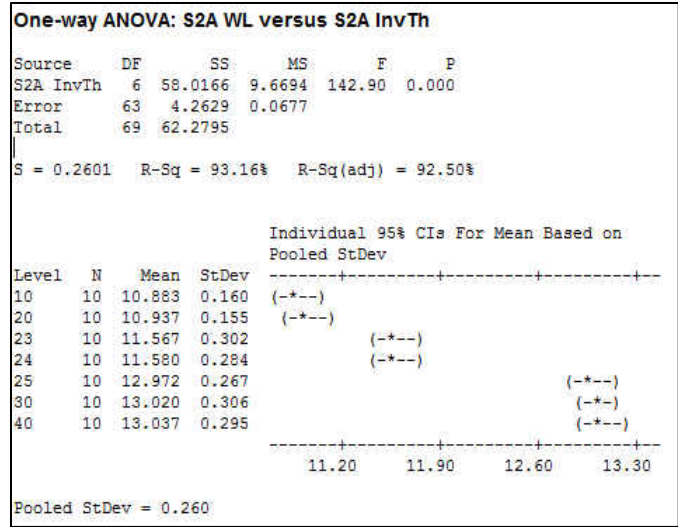 One-way ANOVA: S2A WL versus S2A InvTh
Source DF SS MS F P
S2A InvTh 6 58.0166 9.6694 142.90 0.000
Error 63 4.2629 0.0677
Total 69 62.2795
S = 0.2601 R-Sq = 93.16% R-Sq(adj) = 92.50%
Individual 95% CIs For Mean Based on
Pooled StDev
Level N Mean StDev -------+---------+---------+---------+--
10 10 10.883 0.160 (-*--)
20 10 10.937 0.155 (-*--)
23 10 11.567 0.302 (-*--)
24 10 11.580 0.284 (-*--)
25 10 12.972 0.267 (-*--)
30 10 13.020 0.306 (-*-)
40 10 13.037 0.295 (-*--)
-------+---------+---------+---------+--
11.20 11.90 12.60 13.30
Pooled StDev = 0.260